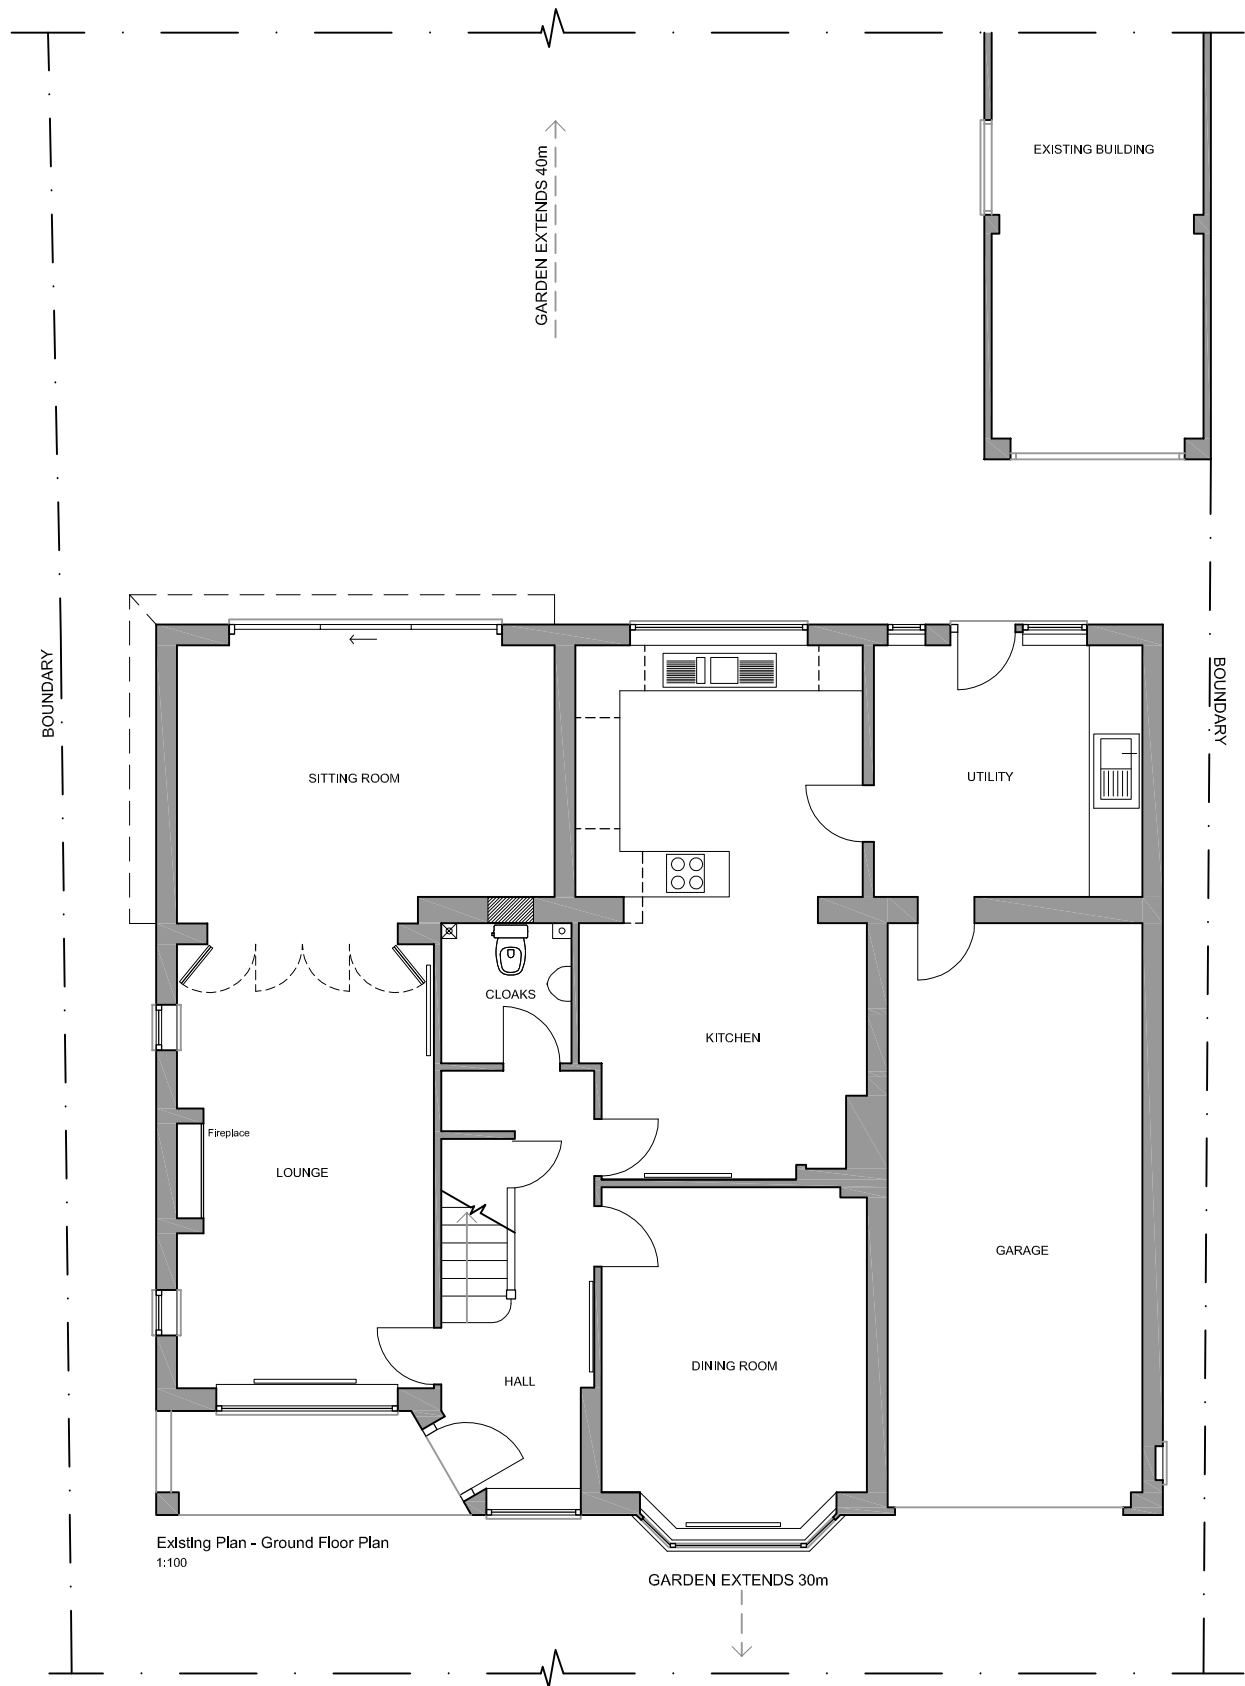 EXISTING BUILDING
GARDEN EXTENDS 40m
BOUNDARY
BOUNDARY
SITTING ROOM
UTILITY
CLOAKS
KITCHEN
Fireplace
LOUNGE
GARAGE
DINING ROOM
HALL
Existing Plan - Ground Floor Plan
1:100
GARDEN EXTENDS 30m